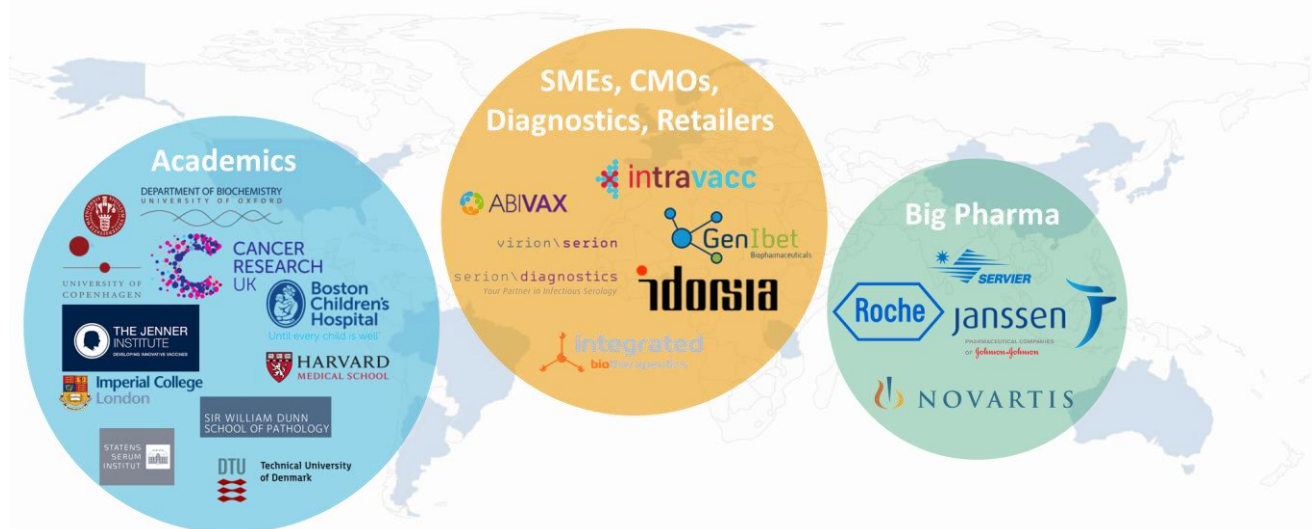 Academics
DEPARTMENT OF BIOCHEMISTRY
UNIVERSITY OF OXFORD
UNIVERSITY OF
COPENHAGEN
CANCER
RESEARCH
UK
Boston
Children's
Hospital
Until every child is well
THE JENNER
INSTITUTE
DEVELOPING INNOVATIVE VACCINES
HARVARD
MEDICAL SCHOOL
Imperial College
London
SIR WILLIAM DUNN
SCHOOL OF PATHOLOGY
STATENS
SERUM
INSTITUT
DTU
Technical University
of Denmark
SMEs, CMOs,
Diagnostics, Retailers
intravacc
ABIVAX
virion\serion
GenIbet
Biopharmaceuticals
serion\diagnostics
Your Partner in Infectious Serology
idorsia
integrated
biotherapeutics
Big Pharma
SERVIER
Roche
janssen
PHARMACEUTICAL COMPANIES
OF Johnson&Johnson
NOVARTIS